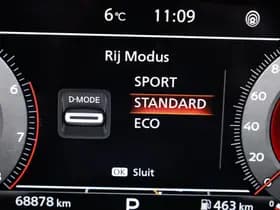 6°C 11:09
Rij Modus
SPORT
D-MODE
STANDARD
ECO
OK Sluit
68878 km P 463 km